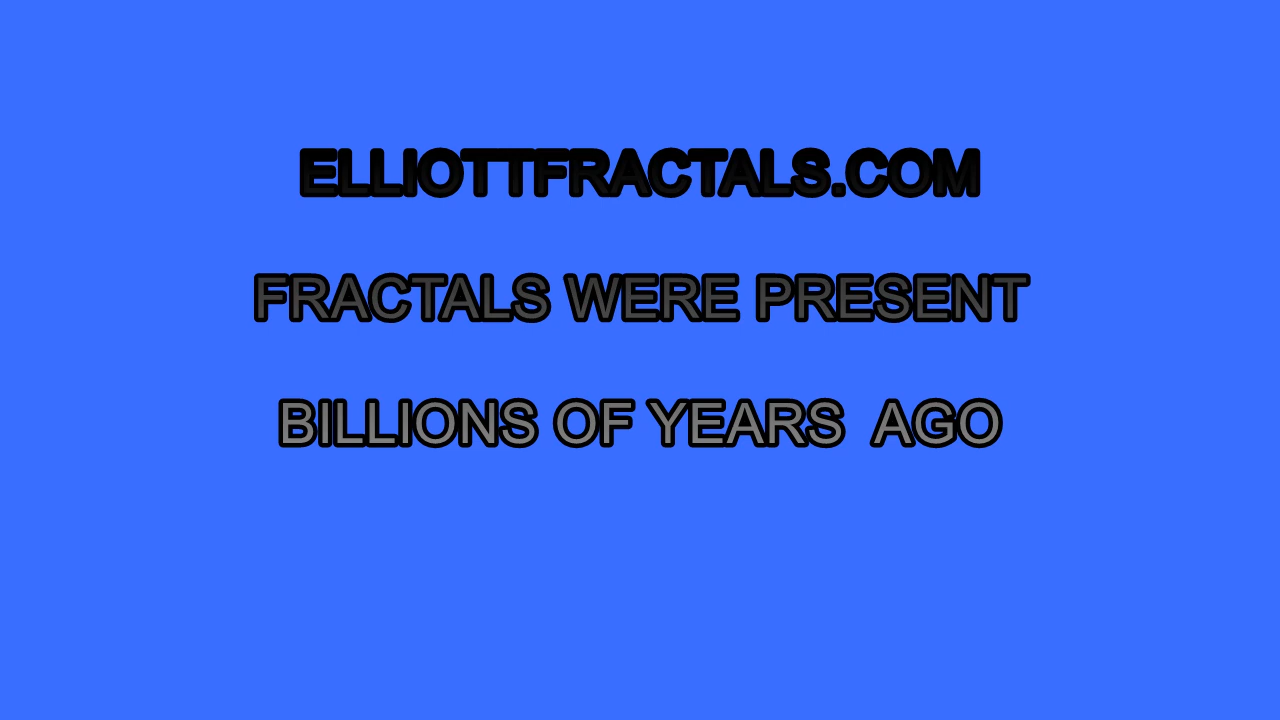 ELLIOTTFRACTALS.COM
FRACTALS WERE PRESENT
BILLIONS OF YEARS  AGO